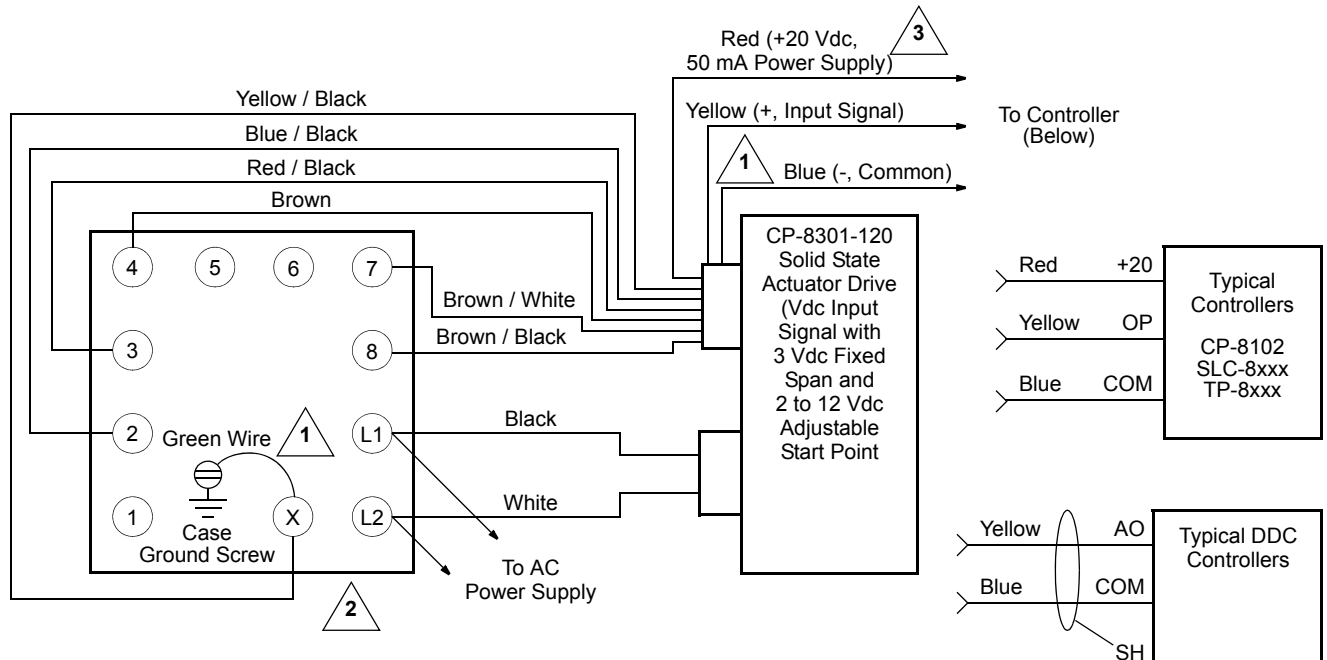 Red (+20 Vdc,
50 mA Power Supply)
3
Yellow / Black
Yellow (+, Input Signal)
To Controller
(Below)
Blue / Black
1
Blue (-, Common)
Red / Black
Brown
4
5
6
7
Brown / White
Brown / Black
3
8
2
Green Wire
1
L1
Black
1
Case
Ground Screw
X
L2
White
To AC
Power Supply
2
CP-8301-120
Solid State
Actuator Drive
(Vdc Input
Signal with
3 Vdc Fixed
Span and
2 to 12 Vdc
Adjustable
Start Point
Red
+20
Yellow
OP
Blue
COM
Typical
Controllers
CP-8102
SLC-8xxx
TP-8xxx
Yellow
AO
Blue
COM
SH
Typical DDC
Controllers